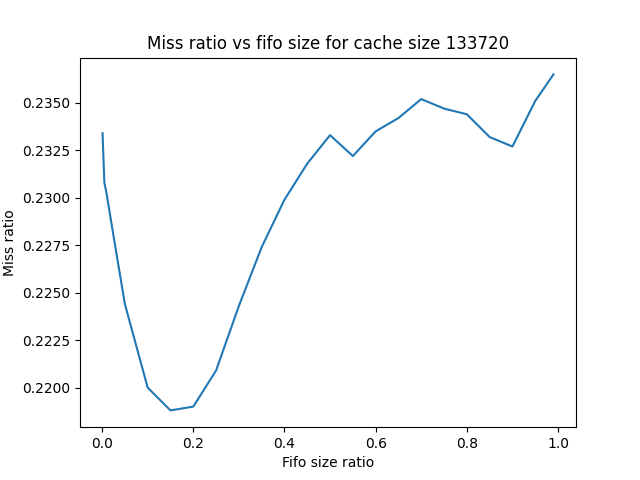 Miss ratio vs fifo size for cache size 133720
0.2350
0.2325
0.2300
0.2275
0.2250
0.2225
0.2200
Miss ratio
0.0 0.2 0.4 0.6 0.8 1.0
Fifo size ratio